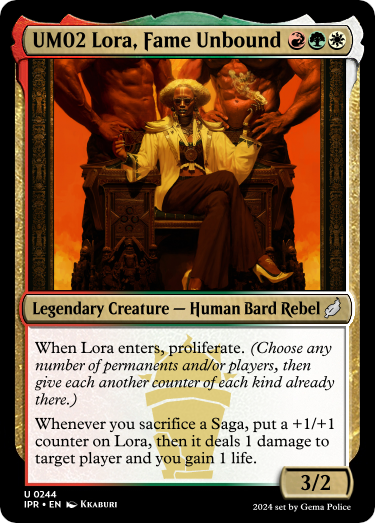 UM02 Lora, Fame Unbound
Legendary Creature — Human Bard Rebel
When Lora enters, proliferate. (Choose any
number of permanents and/or players, then
give each another counter of each kind already
there.)
Whenever you sacrifice a Saga, put a +1/+1
counter on Lora, then it deals 1 damage to
target player and you gain 1 life.
3/2
U 0244
IPR • EN Kkaburi
2024 set by Gema Police